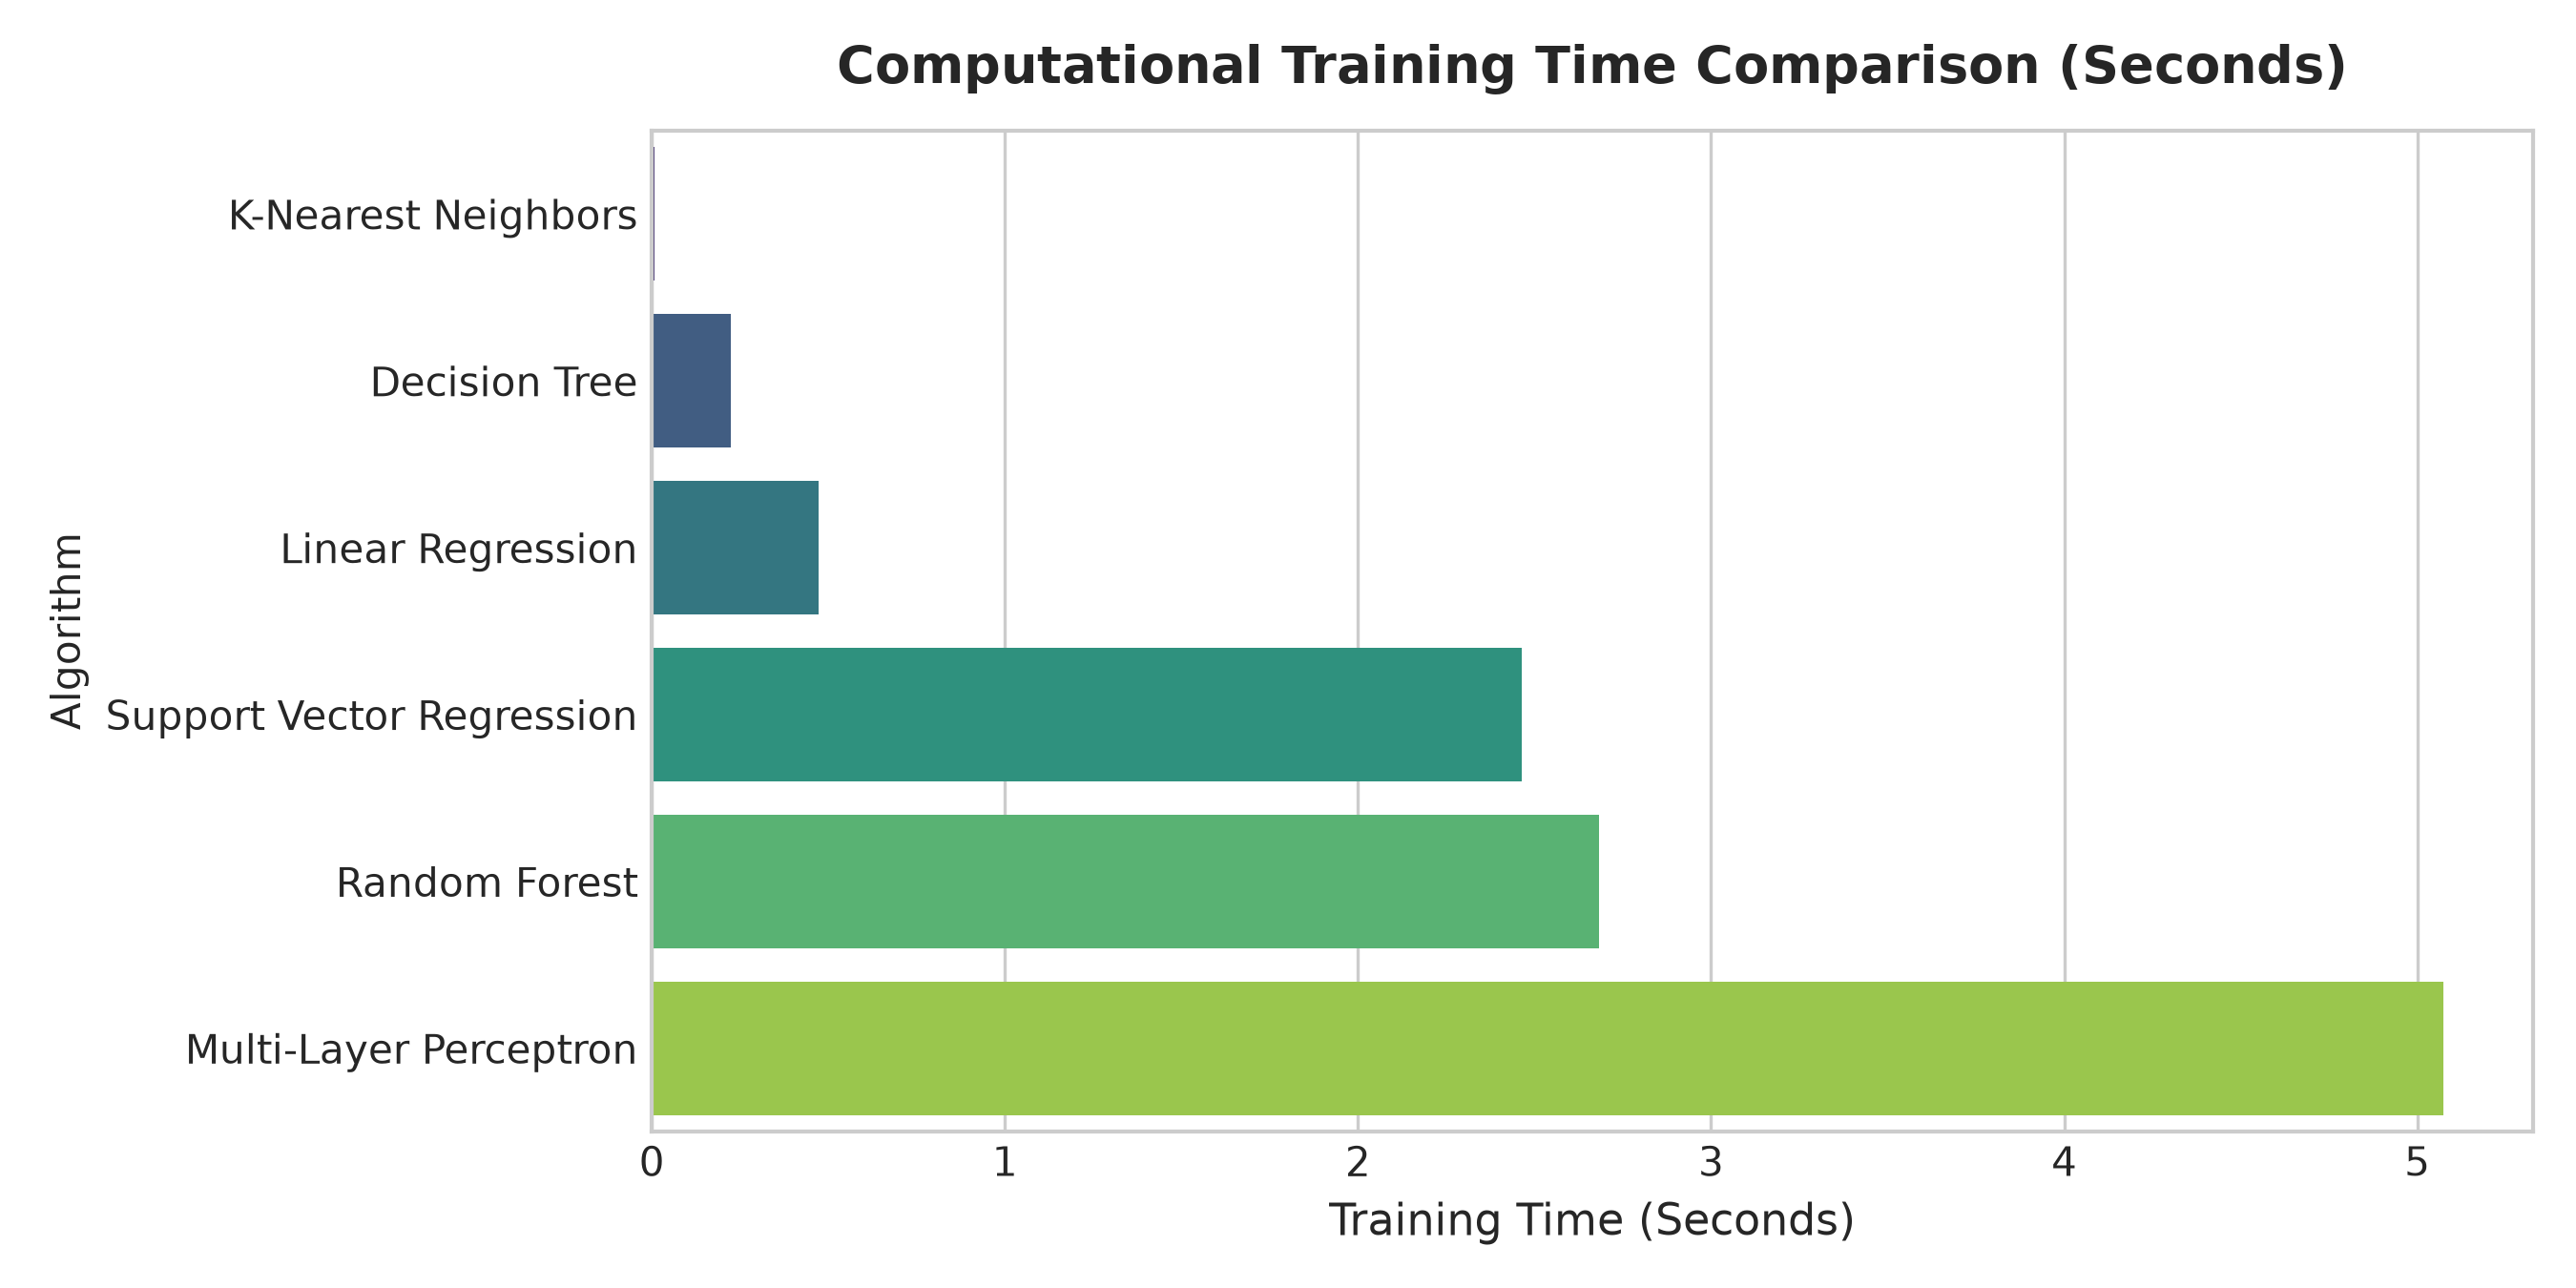 Computational Training Time Comparison (Seconds)
Algorithm
K-Nearest Neighbors
Decision Tree
Linear Regression
Support Vector Regression
Random Forest
Multi-Layer Perceptron
0 1 2 3 4 5
Training Time (Seconds)